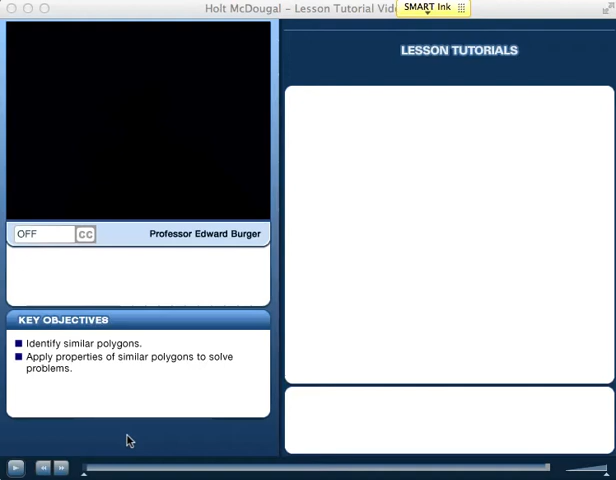 Holt McDougal – Lesson Tutorial Vid
SMART Ink
LESSON TUTORIALS
OFF
CC
Professor Edward Burger
KEY OBJECTIVES
Identify similar polygons.
Apply properties of similar polygons to solve
problems.